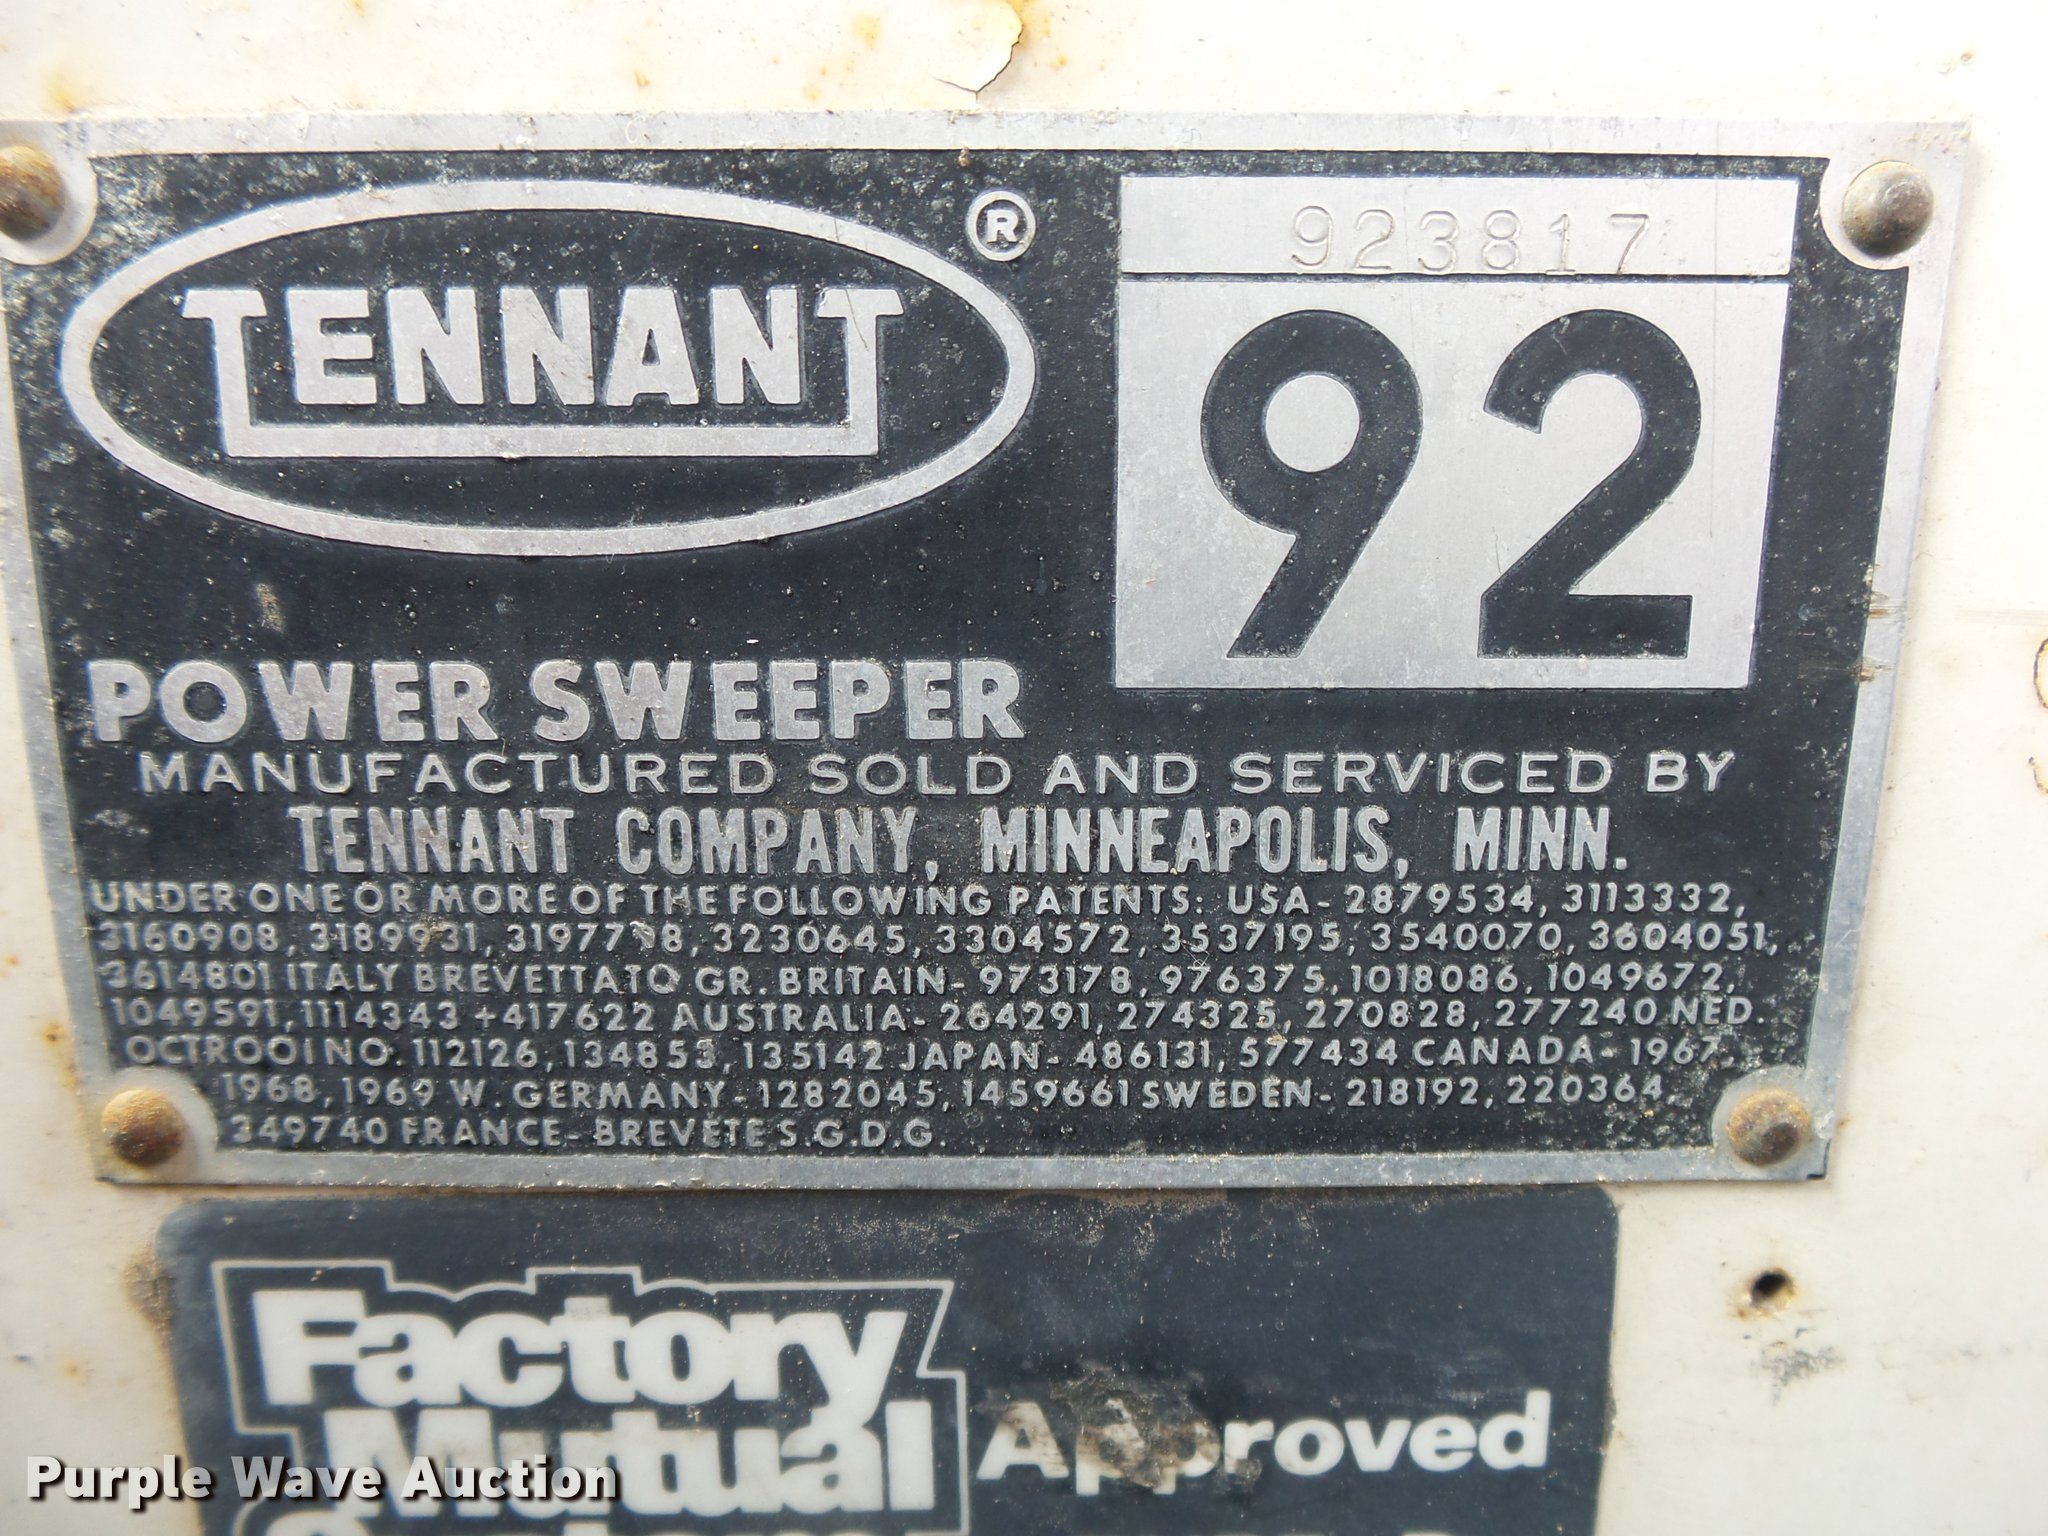 TENNANT ®
923817
92
POWER SWEEPER
MANUFACTURED SOLD AND SERVICED BY
TENNANT COMPANY, MINNEAPOLIS, MINN.
UNDER ONE OR MORE OF THE FOLLOWING PATENTS: USA- 2879534, 3113332,
3160908, 3189931, 3230645, 3304572, 3537195, 3540070, 3604051,
3614801 ITALY BREVETTATO GR. BRITAIN- 973178, 976375, 1018086, 1049672,
1049591, 1114343 +417622 AUSTRALIA- 264291, 274325, 270828, 277240 NED.
OCTROOI NO. 112126, 134853, 135142 JAPAN- 486131, 577434 CANADA- 1967,
1968, 1969 W. GERMANY- 1282045, 1459661 SWEDEN- 218192, 220364,
349740 FRANCE- BREVETE S.G.D.G.
Factory
Mutual
Approved
Purple Wave Auction